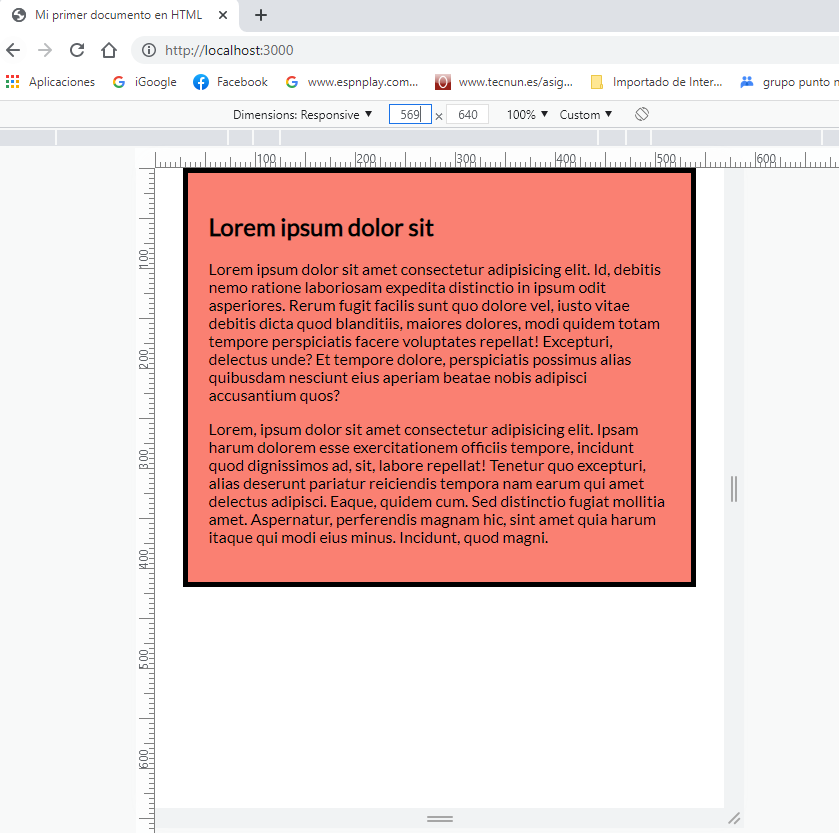 Mi primer documento en HTML
http://localhost:3000
Aplicaciones iGoogle Facebook www.espnplay.com... www.tecnun.es/asig... Importado de Inter... grupo punto n
Dimensions: Responsive ▼ 569 × 640 100% ▼ Custom ▼
100 200 300 400 500 600
Lorem ipsum dolor sit
Lorem ipsum dolor sit amet consectetur adipisicing elit. Id, debitis
nemo ratione laboriosam expedita distinctio in ipsum odit
asperiores. Rerum fugit facilis sunt quo dolore vel, iusto vitae
debitis dicta quod blanditiis, maiores dolores, modi quidem totam
tempore perspiciatis facere voluptates repellat! Excepturi,
delectus unde? Et tempore dolore, perspiciatis possimus alias
quibusdam nesciunt eius aperiam beatae nobis adipisci
accusantium quos?
Lorem, ipsum dolor sit amet consectetur adipisicing elit. Ipsam
harum dolorem esse exercitationem officiis tempore, incidunt
quod dignissimos ad, sit, labore repellat! Tenetur quo excepturi,
alias deserunt pariatur reiciendis tempora nam earum qui amet
delectus adipisci. Eaque, quidem cum. Sed distinctio fugiat mollitia
amet. Aspernatur, perferendis magnam hic, sint amet quia harum
itaque qui modi eius minus. Incidunt, quod magni.
100
200
300
400
500
600